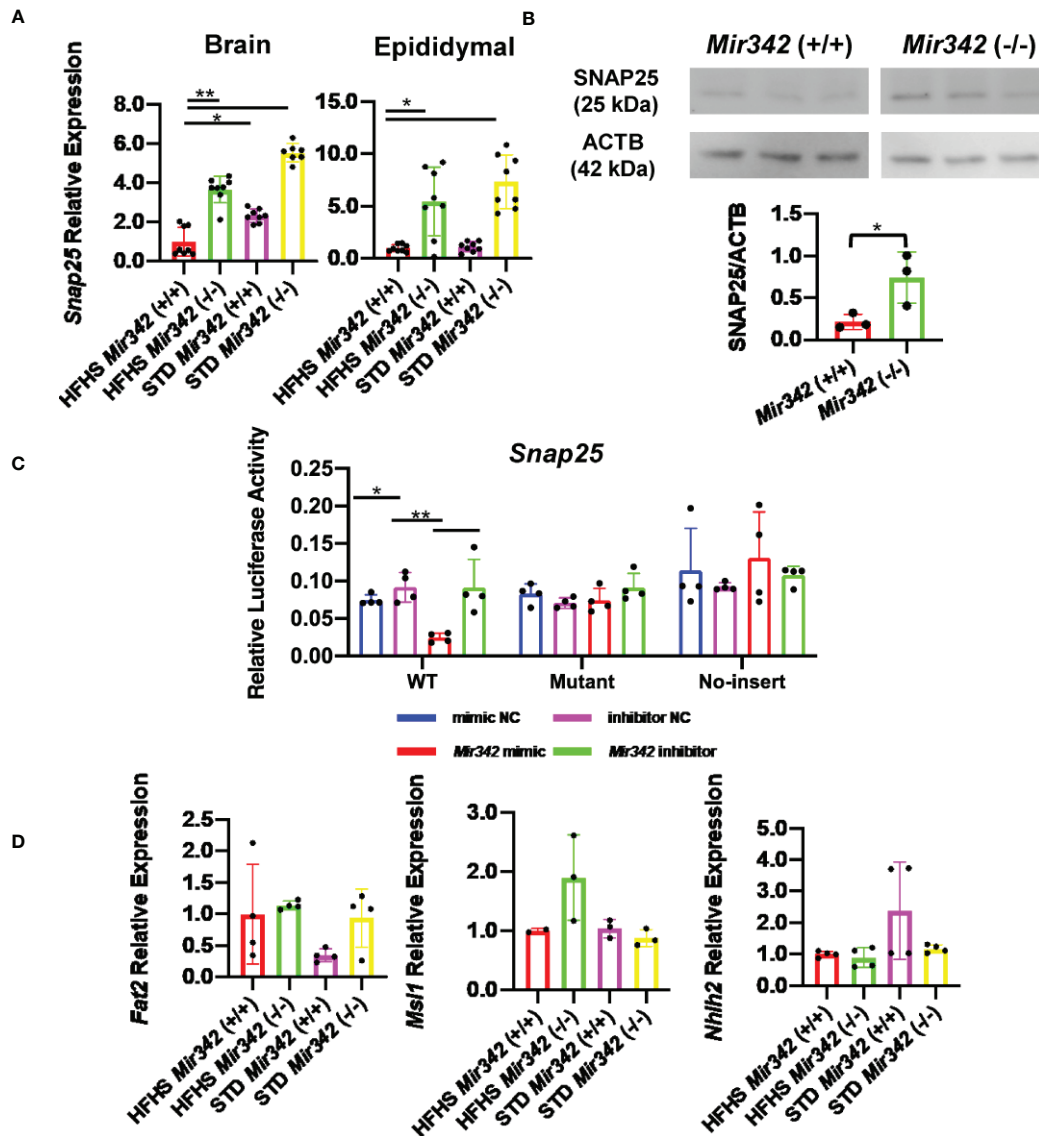 A
Brain
Epididymal
Snap25 Relative Expression
8.0
6.0
4.0
2.0
0.0
**
*
15.0
10.0
5.0
0.0
*
HFHS Mir342 (+/+)
HFHS Mir342 (-/-)
STD Mir342 (+/+)
STD Mir342 (-/-)
HFHS Mir342 (+/+)
HFHS Mir342 (-/-)
STD Mir342 (+/+)
STD Mir342 (-/-)
B
Mir342 (+/+)
Mir342 (-/-)
SNAP25
(25 kDa)
ACTB
(42 kDa)
SNAP25/ACTB
1.5
1.0
0.5
0.0
*
Mir342 (+/+)
Mir342 (-/-)
C
Snap25
Relative Luciferase Activity
0.25
0.20
0.15
0.10
0.05
0.00
*
**
WT
Mutant
No-insert
mimic NC
inhibitor NC
Mir342 mimic
Mir342 inhibitor
D
Fat2 Relative Expression
2.5
2.0
1.5
1.0
0.5
0.0
HFHS Mir342 (+/+)
HFHS Mir342 (-/-)
STD Mir342 (+/+)
STD Mir342 (-/-)
Msl1 Relative Expression
3.0
2.0
1.0
0.0
HFHS Mir342 (+/+)
HFHS Mir342 (-/-)
STD Mir342 (+/+)
STD Mir342 (-/-)
Nhlh2 Relative Expression
5.0
4.0
3.0
2.0
1.0
0.0
HFHS Mir342 (+/+)
HFHS Mir342 (-/-)
STD Mir342 (+/+)
STD Mir342 (-/-)